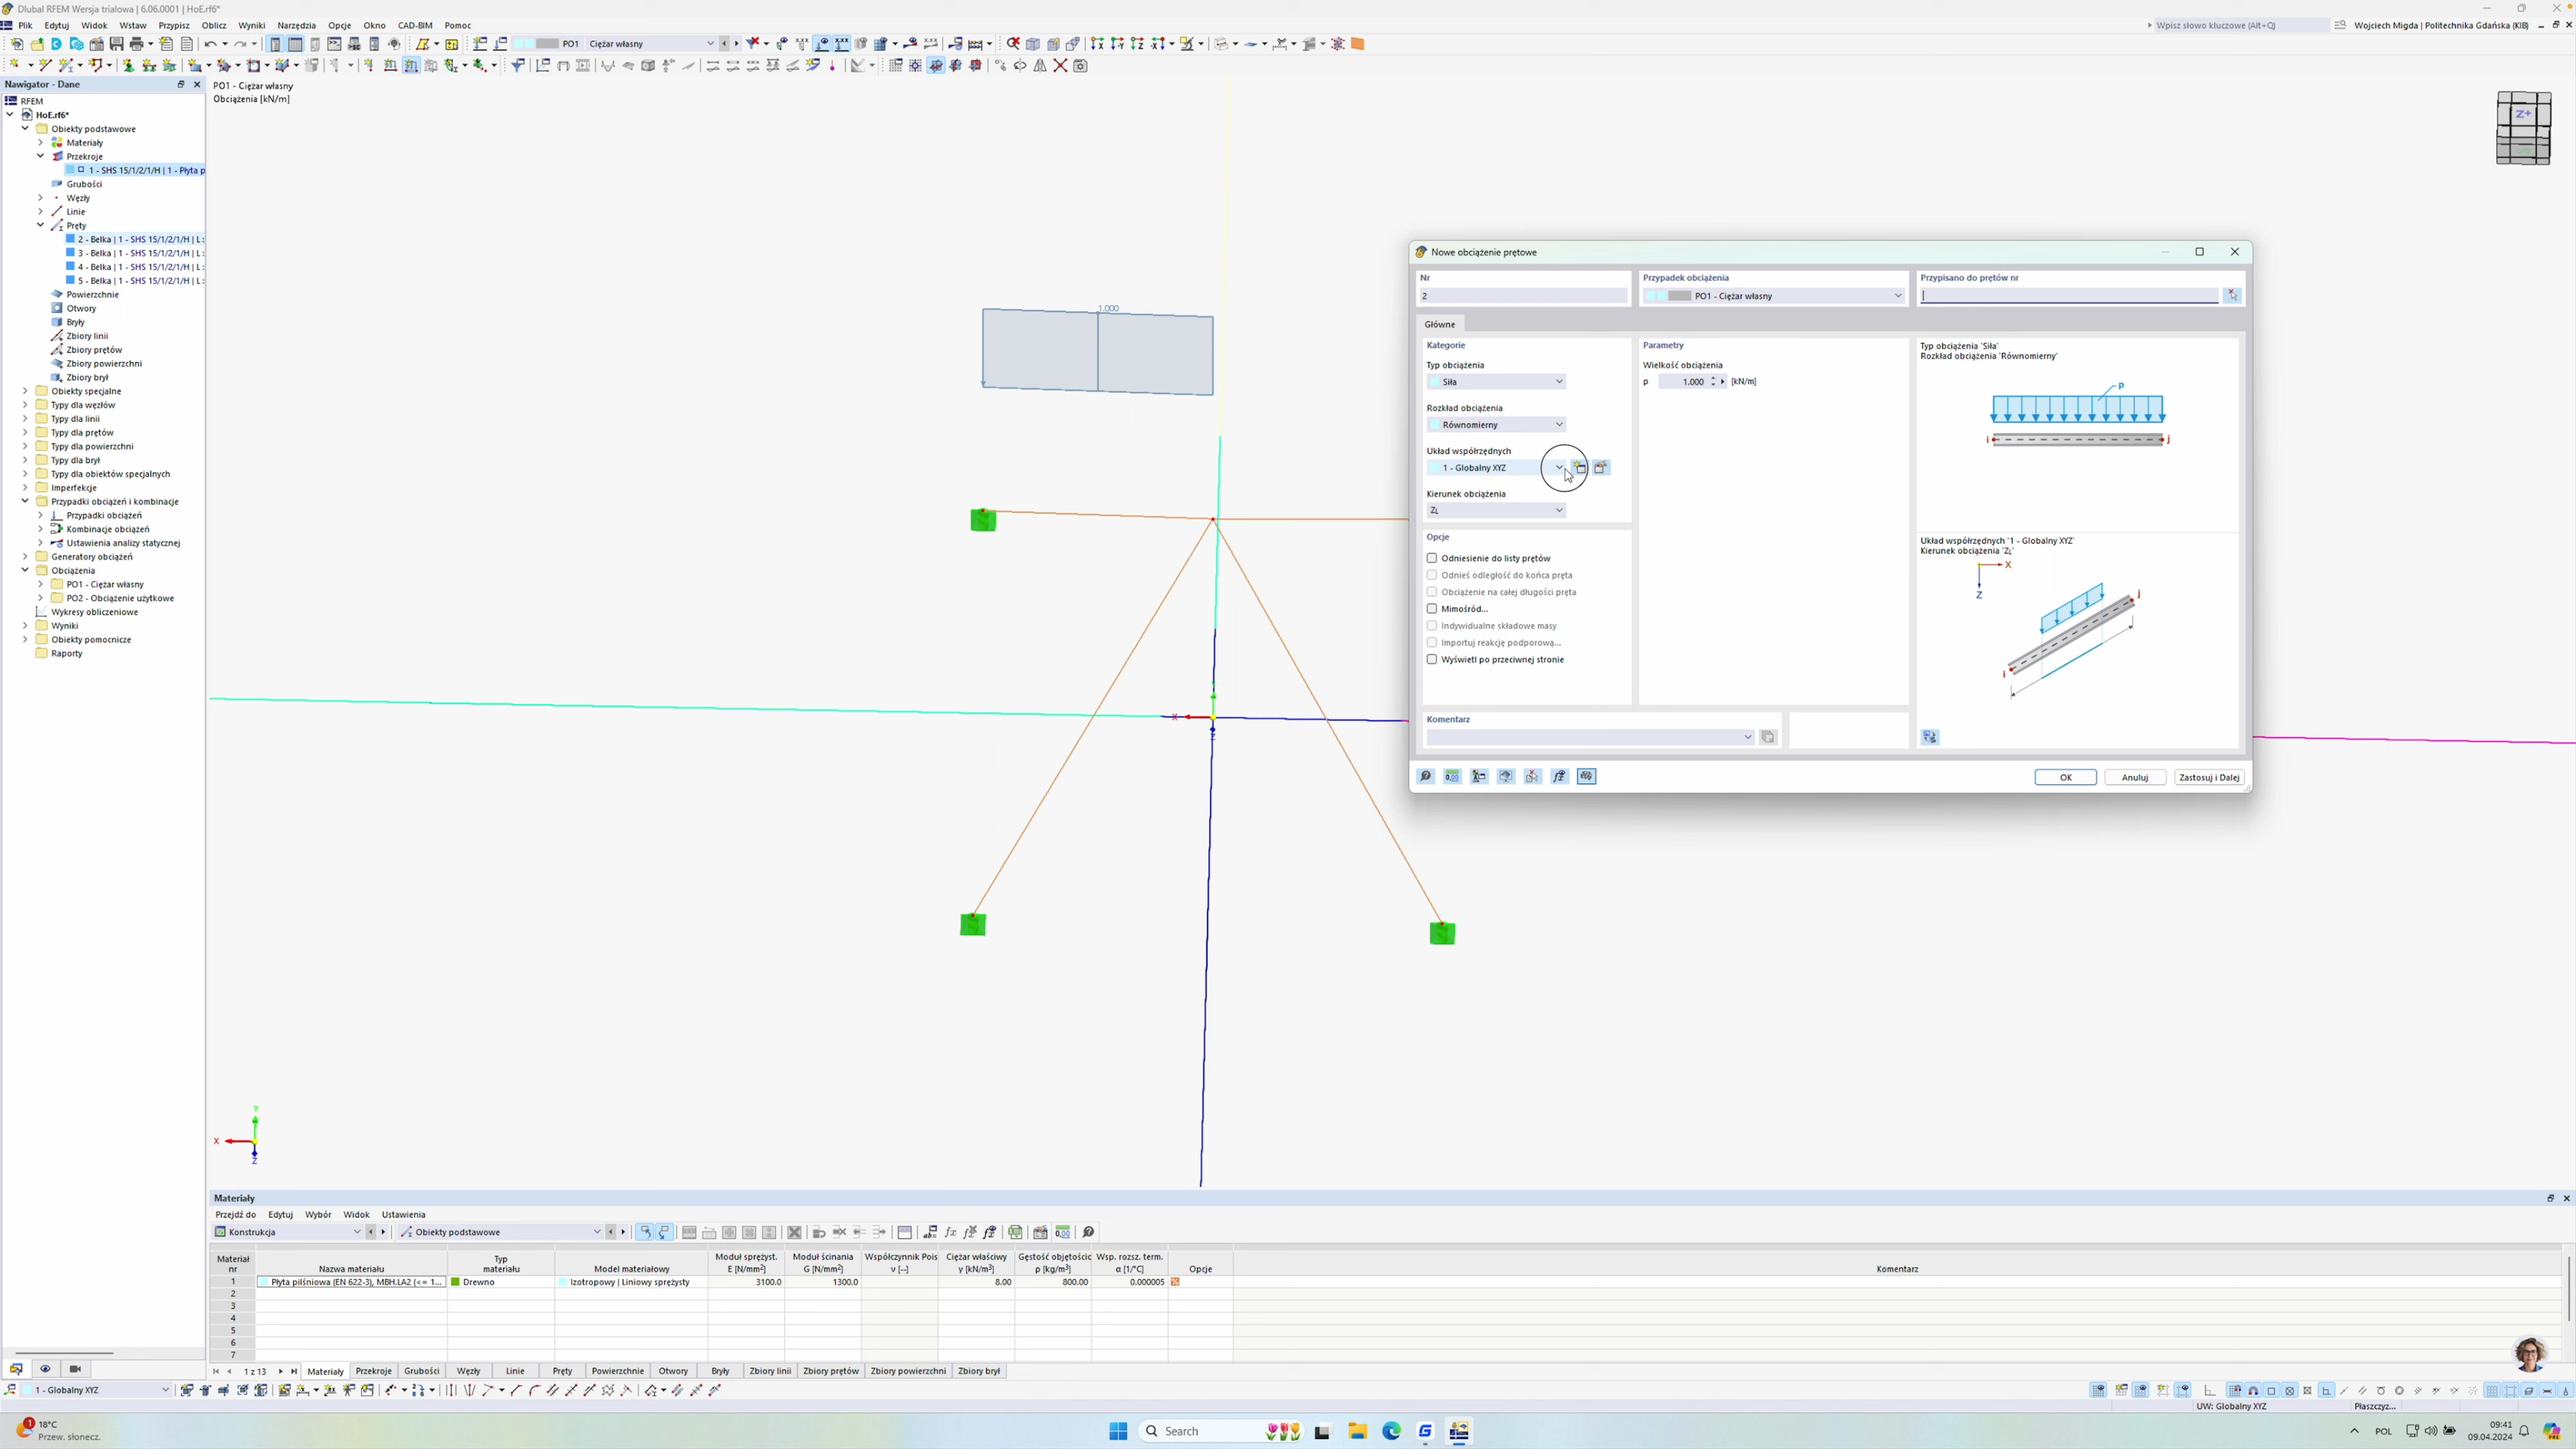 Dlubal RFEM Wersja trialowa | 6.06.0001 | HoE.rf6*
Plik Edytuj Widok Wstaw Przypisz Oblicz Wyniki Narzędzia Opcje Okno CAD-BIM Pomoc
Wpisz słowo kluczowe (Alt+Q)
Wojciech Migda | Politechnika Gdańska (KIB)
PO1 Ciężar własny
Nawigator - Dane
RFEM
HoE.rf6*
Obiekty podstawowe
Materiały
Przekroje
1 - SHS 15/1/2/1/H | 1 - Płyta p
Grubości
Węzły
Linie
Pręty
2 - Belka | 1 - SHS 15/1/2/1/H | L :
3 - Belka | 1 - SHS 15/1/2/1/H | L :
4 - Belka | 1 - SHS 15/1/2/1/H | L :
5 - Belka | 1 - SHS 15/1/2/1/H | L :
Powierzchnie
Otwory
Bryły
Zbiory linii
Zbiory prętów
Zbiory powierzchni
Zbiory brył
Obiekty specjalne
Typy dla węzłów
Typy dla linii
Typy dla prętów
Typy dla powierzchni
Typy dla brył
Typy dla obiektów specjalnych
Imperfekcje
Przypadki obciążeń i kombinacje
Przypadki obciążeń
Kombinacje obciążeń
Ustawienia analizy statycznej
Generatory obciążeń
Obciążenia
PO1 - Ciężar własny
PO2 - Obciążenie użytkowe
Wykresy obliczeniowe
Wyniki
Obiekty pomocnicze
Raporty
PO1 - Ciężar własny
Obciążenia [kN/m]
1.000
X
Z
Z+
Y
X
Z
Nowe obciążenie prętowe
Nr
2
Przypadek obciążenia
PO1 - Ciężar własny
Przypisano do prętów nr
Główne
Kategorie
Typ obciążenia
Siła
Rozkład obciążenia
Równomierny
Układ współrzędnych
1 - Globalny XYZ
Kierunek obciążenia
ZL
Opcje
Odniesienie do listy prętów
Odnieś odległość do końca pręta
Obciążenie na całej długości pręta
Mimośród...
Indywidualne składowe masy
Importuj reakcję podporową...
Wyświetl po przeciwnej stronie
Parametry
Wielkość obciążenia
p 1.000 [kN/m]
Typ obciążenia 'Siła'
Rozkład obciążenia 'Równomierny'
p
i j
Układ współrzędnych '1 - Globalny XYZ'
Kierunek obciążenia 'ZL'
X
Z
j
i
Komentarz
OK Anuluj Zastosuj i Dalej
Materiały
Przejdź do Edytuj Wybór Widok Ustawienia
Konstrukcja Obiekty podstawowe
Materiał nr
Nazwa materiału
Typ materiału
Model materiałowy
Moduł sprężyst. E [N/mm2]
Moduł ścinania G [N/mm2]
Współczynnik Pois ν [--]
Ciężar właściwy γ [kN/m3]
Gęstość objętośció ρ [kg/m3]
Wsp. rozsz. term. α [1/°C]
Opcje
Komentarz
1 Płyta pilśniowa (EN 622-3), MBH.LA2 (<= 1... Drewno Izotropowy | Liniowy sprężysty 3100.0 1300.0 8.00 800.00 0.000005
2
3
4
5
6
7
1 z 13 Materiały Przekroje Grubości Węzły Linie Pręty Powierzchnie Otwory Bryły Zbiory linii Zbiory prętów Zbiory powierzchni Zbiory brył
1 - Globalny XYZ
UW: Globalny XYZ
Płaszczyz...
1
18°C
Przew. słonecz.
Search
POL
09:41
09.04.2024